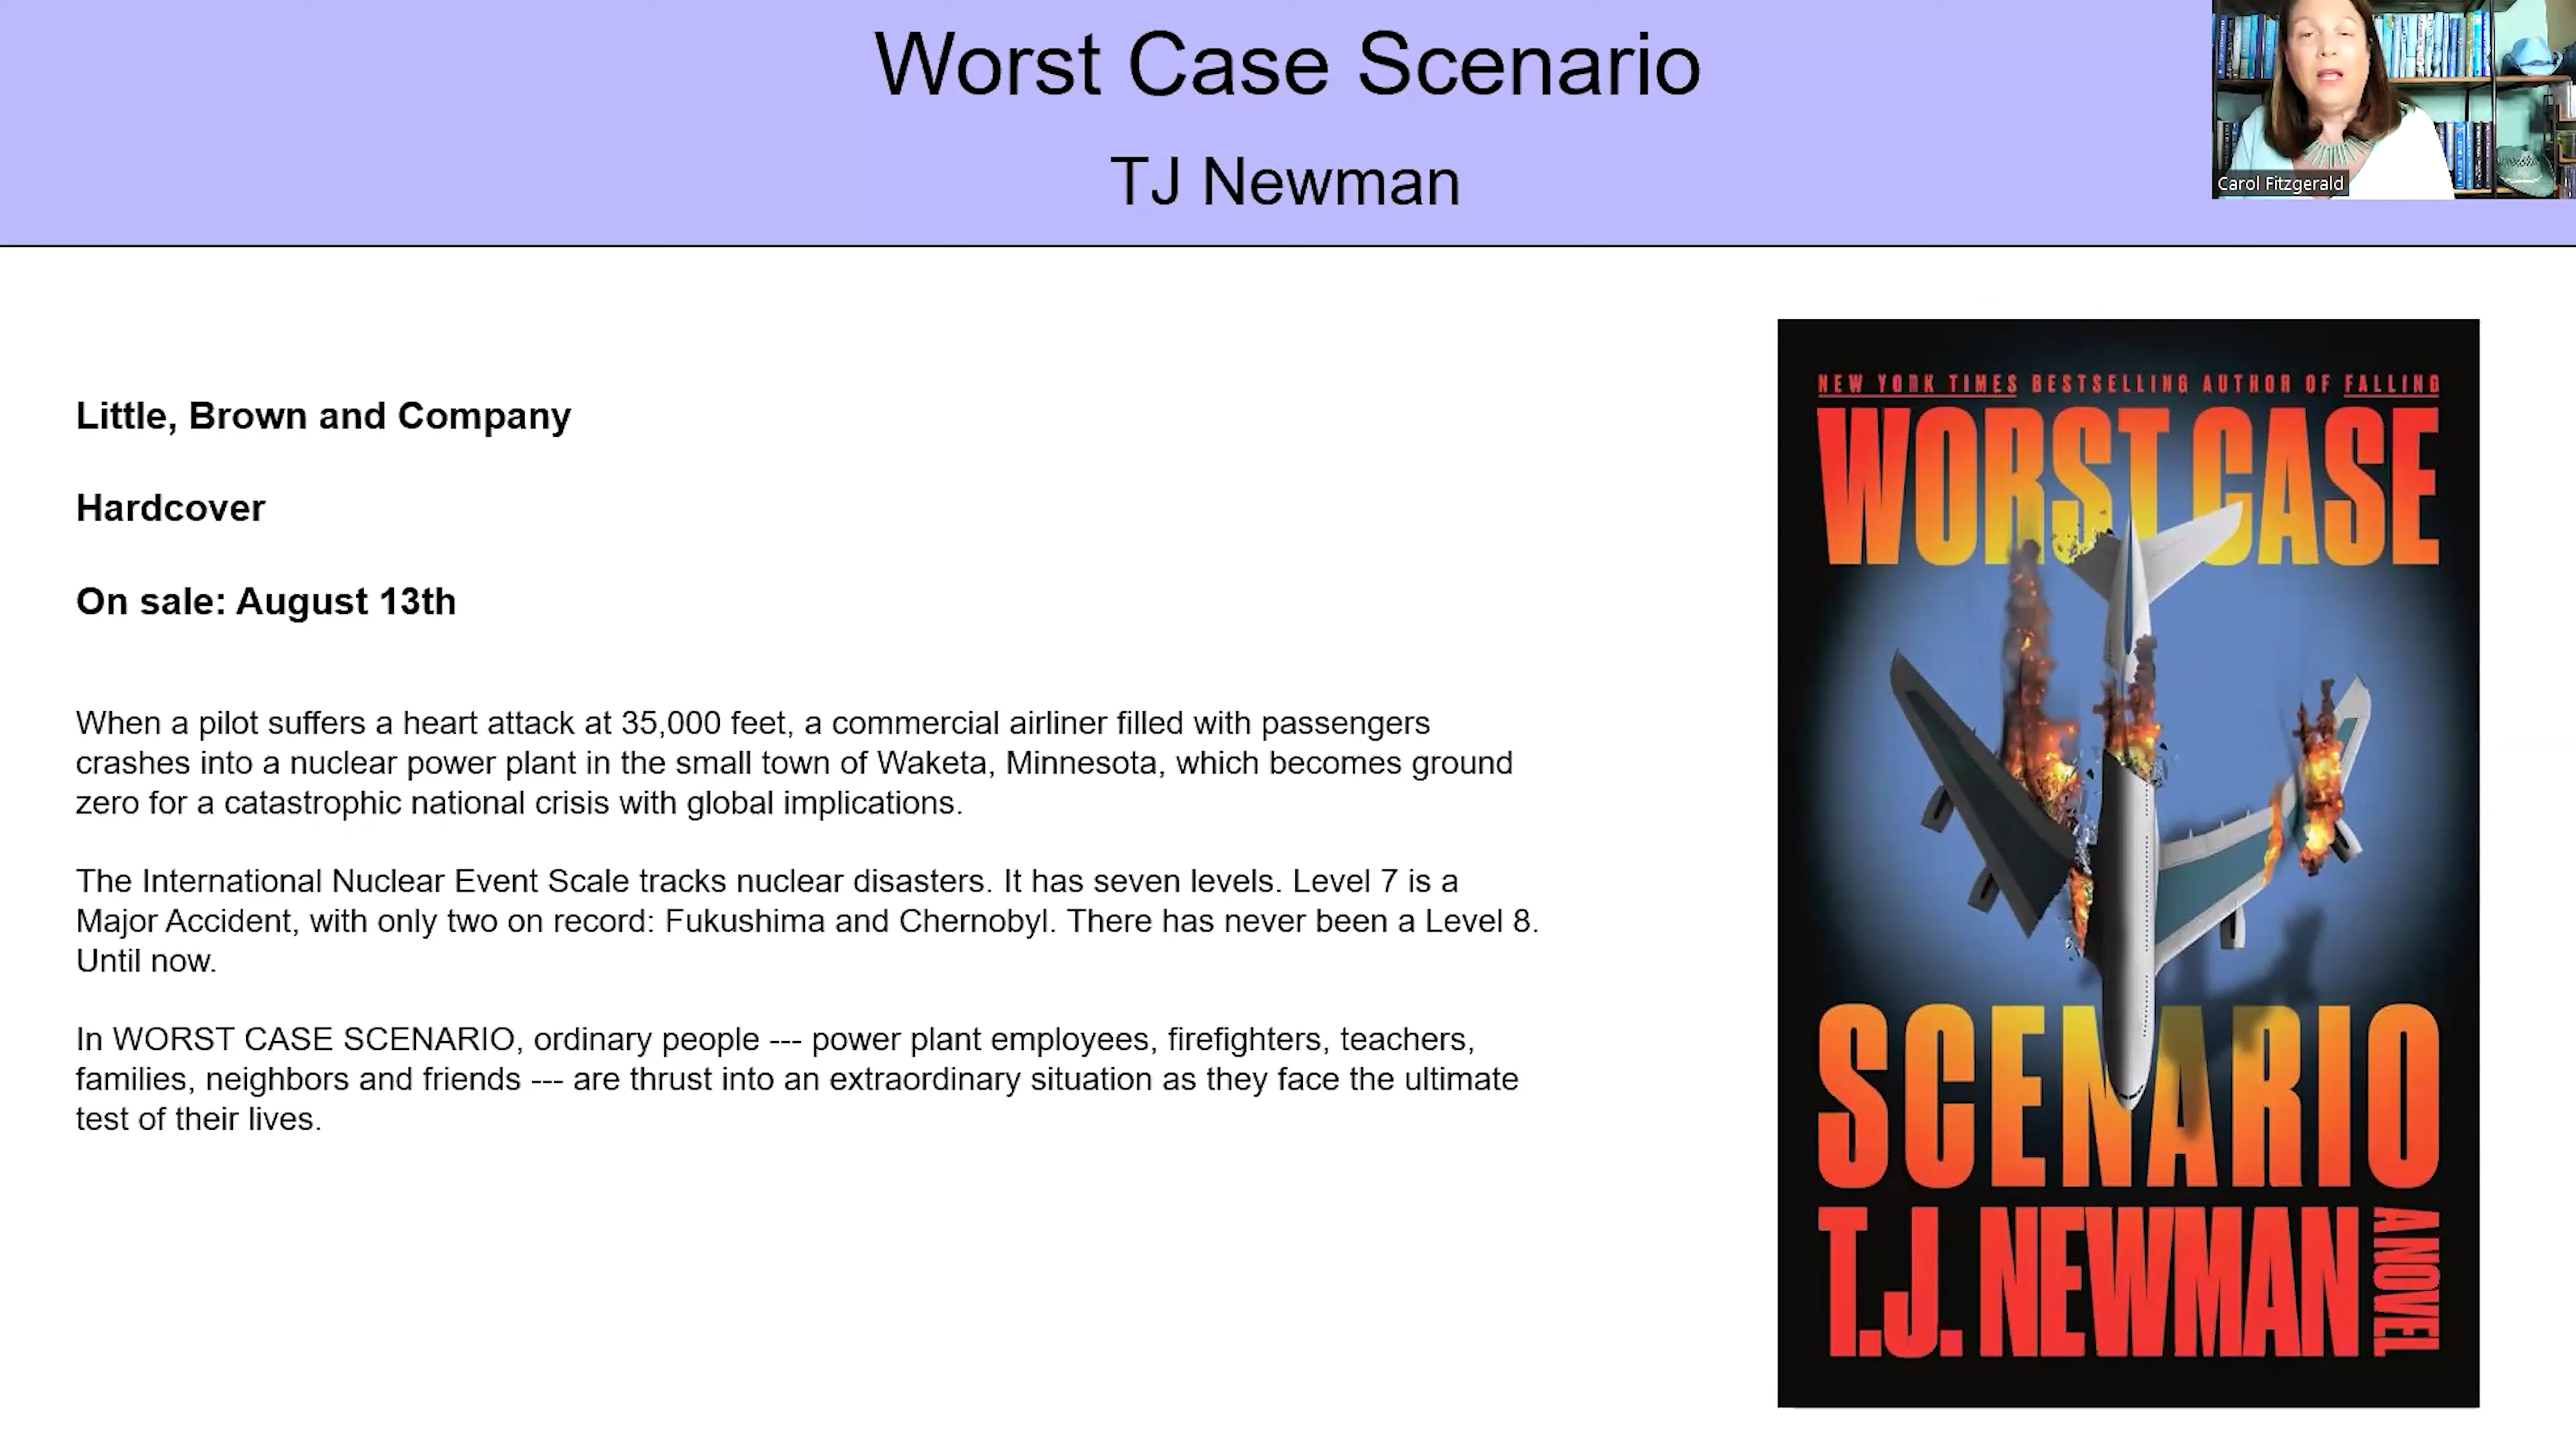 Worst Case Scenario
TJ Newman
Carol Fitzgerald
Little, Brown and Company
Hardcover
On sale: August 13th
When a pilot suffers a heart attack at 35,000 feet, a commercial airliner filled with passengers
crashes into a nuclear power plant in the small town of Waketa, Minnesota, which becomes ground
zero for a catastrophic national crisis with global implications.
The International Nuclear Event Scale tracks nuclear disasters. It has seven levels. Level 7 is a
Major Accident, with only two on record: Fukushima and Chernobyl. There has never been a Level 8.
Until now.
In WORST CASE SCENARIO, ordinary people --- power plant employees, firefighters, teachers,
families, neighbors and friends --- are thrust into an extraordinary situation as they face the ultimate
test of their lives.
NEW YORK TIMES BESTSELLING AUTHOR OF FALLING
WORST CASE
SCENARIO
T.J. NEWMAN
A NOVEL